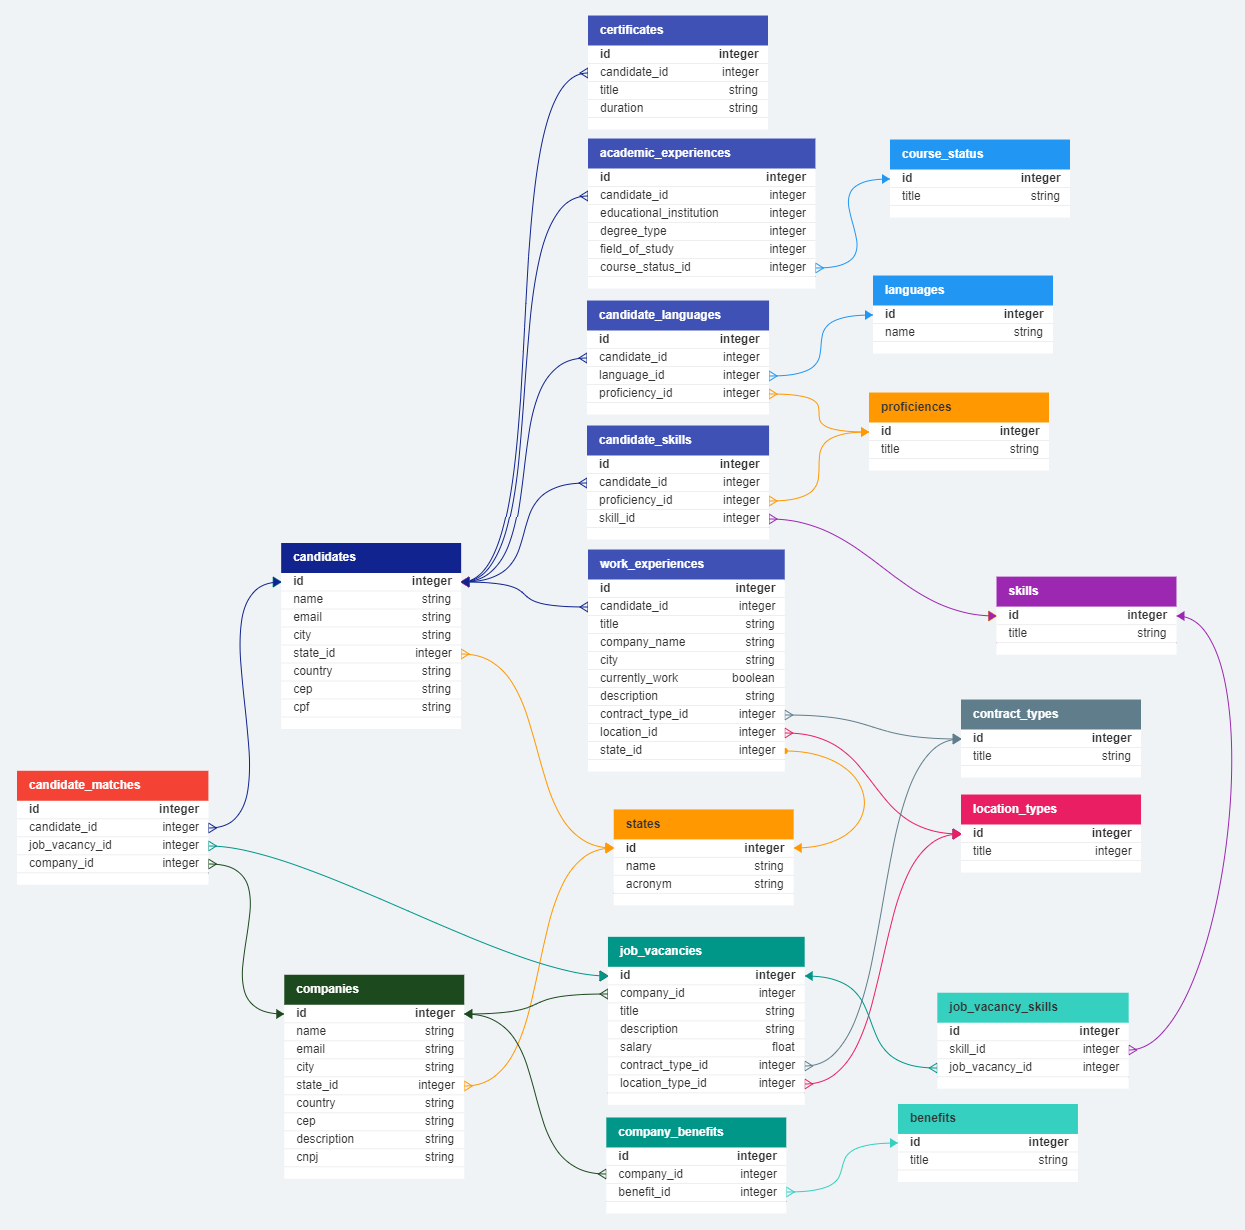 certificates
id integer
candidate_id integer
title string
duration string
academic_experiences
id integer
candidate_id integer
educational_institution integer
degree_type integer
field_of_study integer
course_status_id integer
course_status
id integer
title string
candidate_languages
id integer
candidate_id integer
language_id integer
proficiency_id integer
languages
id integer
name string
proficiences
id integer
title string
candidate_skills
id integer
candidate_id integer
proficiency_id integer
skill_id integer
candidates
id integer
name string
email string
city string
state_id integer
country string
cep string
cpf string
work_experiences
id integer
candidate_id integer
title string
company_name string
city string
currently_work boolean
description string
contract_type_id integer
location_id integer
state_id integer
skills
id integer
title string
contract_types
id integer
title string
candidate_matches
id integer
candidate_id integer
job_vacancy_id integer
company_id integer
states
id integer
name string
acronym string
location_types
id integer
title integer
companies
id integer
name string
email string
city string
state_id integer
country string
cep string
description string
cnpj string
job_vacancies
id integer
company_id integer
title string
description string
salary float
contract_type_id integer
location_type_id integer
job_vacancy_skills
id integer
skill_id integer
job_vacancy_id integer
company_benefits
id integer
company_id integer
benefit_id integer
benefits
id integer
title string